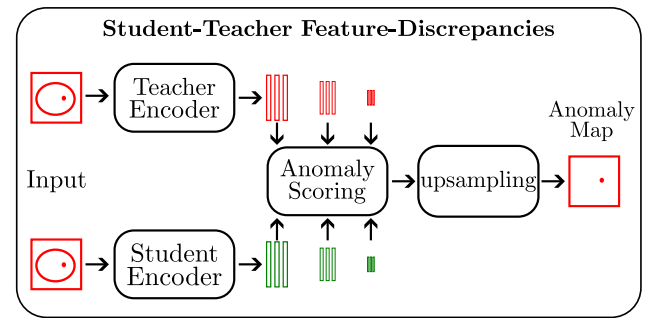 Student-Teacher Feature-Discrepancies
Teacher
Encoder
Anomaly
Map
Input
Anomaly
Scoring
upsampling
Student
Encoder